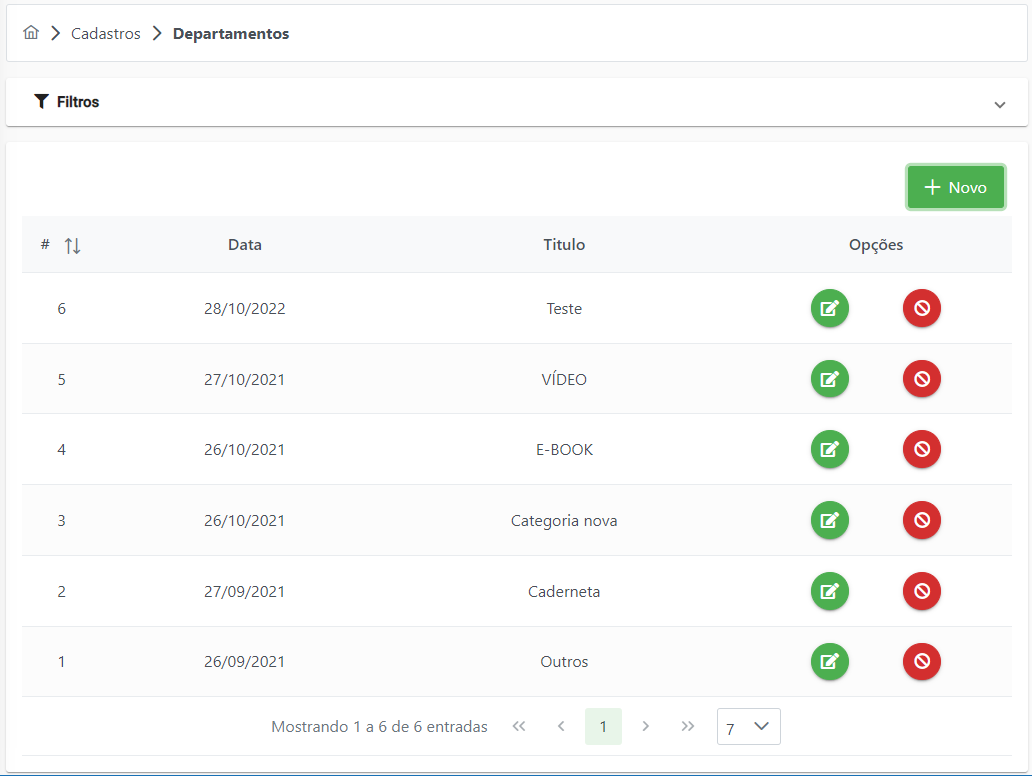 Cadastros Departamentos
Filtros
Novo
# Data Titulo Opções
6 28/10/2022 Teste
5 27/10/2021 VÍDEO
4 26/10/2021 E-BOOK
3 26/10/2021 Categoria nova
2 27/09/2021 Caderneta
1 26/09/2021 Outros
Mostrando 1 a 6 de 6 entradas 1 7